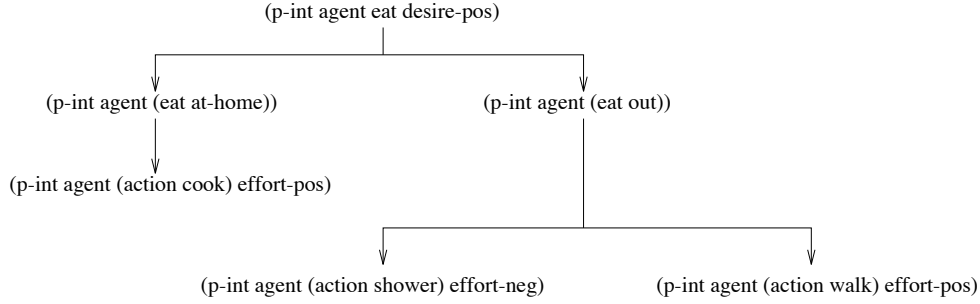 (p-int agent eat desire-pos)
(p-int agent (eat at-home))
(p-int agent (eat out))
(p-int agent (action cook) effort-pos)
(p-int agent (action shower) effort-neg)
(p-int agent (action walk) effort-pos)